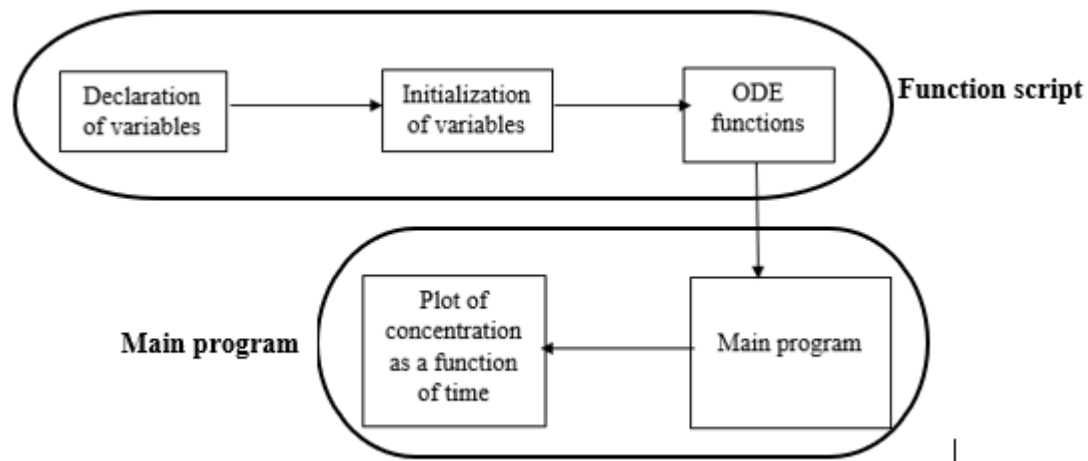 Declaration
of variables
Initialization
of variables
ODE
functions
Function script
Main program
Plot of
concentration
as a function
of time
Main program